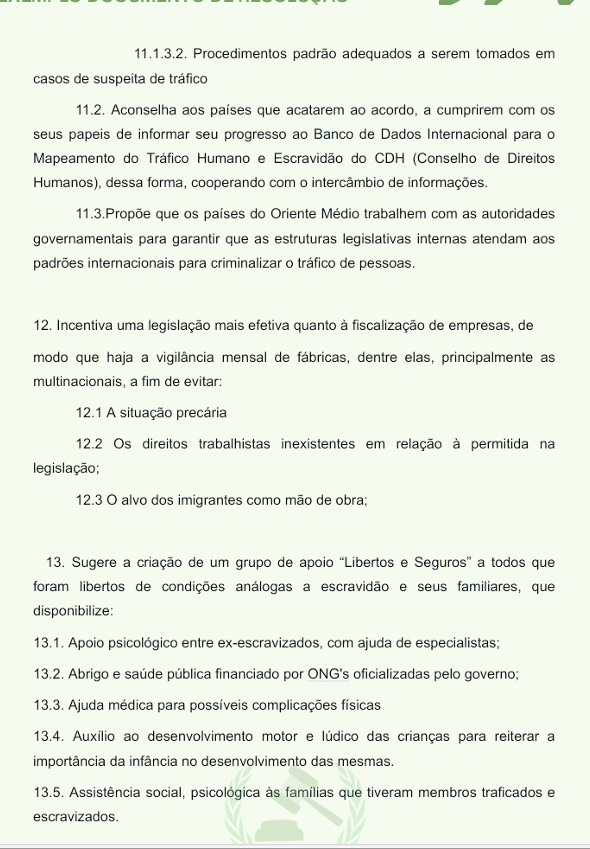 EXEMPLO DOCUMENTO DE RESOLUÇÃO
11.1.3.2. Procedimentos padrão adequados a serem tomados em
casos de suspeita de tráfico
11.2. Aconselha aos países que acatarem ao acordo, a cumprirem com os
seus papeis de informar seu progresso ao Banco de Dados Internacional para o
Mapeamento do Tráfico Humano e Escravidão do CDH (Conselho de Direitos
Humanos), dessa forma, cooperando com o intercâmbio de informações.
11.3.Propõe que os países do Oriente Médio trabalhem com as autoridades
governamentais para garantir que as estruturas legislativas internas atendam aos
padrões internacionais para criminalizar o tráfico de pessoas.
12. Incentiva uma legislação mais efetiva quanto à fiscalização de empresas, de
modo que haja a vigilância mensal de fábricas, dentre elas, principalmente as
multinacionais, a fim de evitar:
12.1 A situação precária
12.2 Os direitos trabalhistas inexistentes em relação à permitida na
legislação;
12.3 O alvo dos imigrantes como mão de obra;
13. Sugere a criação de um grupo de apoio “Libertos e Seguros” a todos que
foram libertos de condições análogas a escravidão e seus familiares, que
disponibilize:
13.1. Apoio psicológico entre ex-escravizados, com ajuda de especialistas;
13.2. Abrigo e saúde pública financiado por ONG's oficializadas pelo governo;
13.3. Ajuda médica para possíveis complicações físicas
13.4. Auxílio ao desenvolvimento motor e lúdico das crianças para reiterar a
importância da infância no desenvolvimento das mesmas.
13.5. Assistência social, psicológica às famílias que tiveram membros traficados e
escravizados.